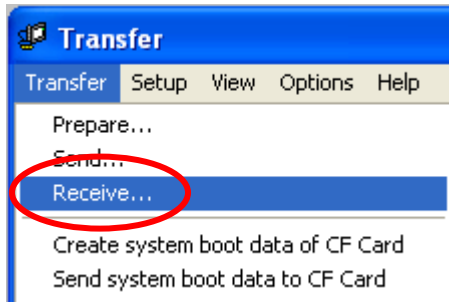 Transfer
Transfer Setup View Options Help
Prepare...
Send...
Receive...
Create system boot data of CF Card
Send system boot data to CF Card